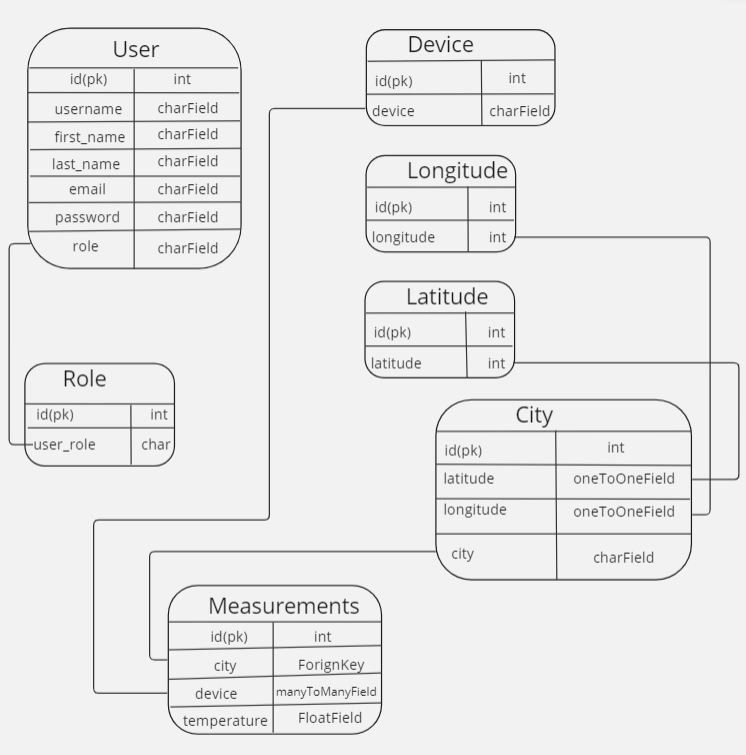 User
id(pk) int
username charField
first_name charField
last_name charField
email charField
password charField
role charField
Role
id(pk) int
user_role char
Device
id(pk) int
device charField
Longitude
id(pk) int
longitude int
Latitude
id(pk) int
latitude int
City
id(pk) int
latitude oneToOneField
longitude oneToOneField
city charField
Measurements
id(pk) int
city ForignKey
device manyToManyField
temperature FloatField